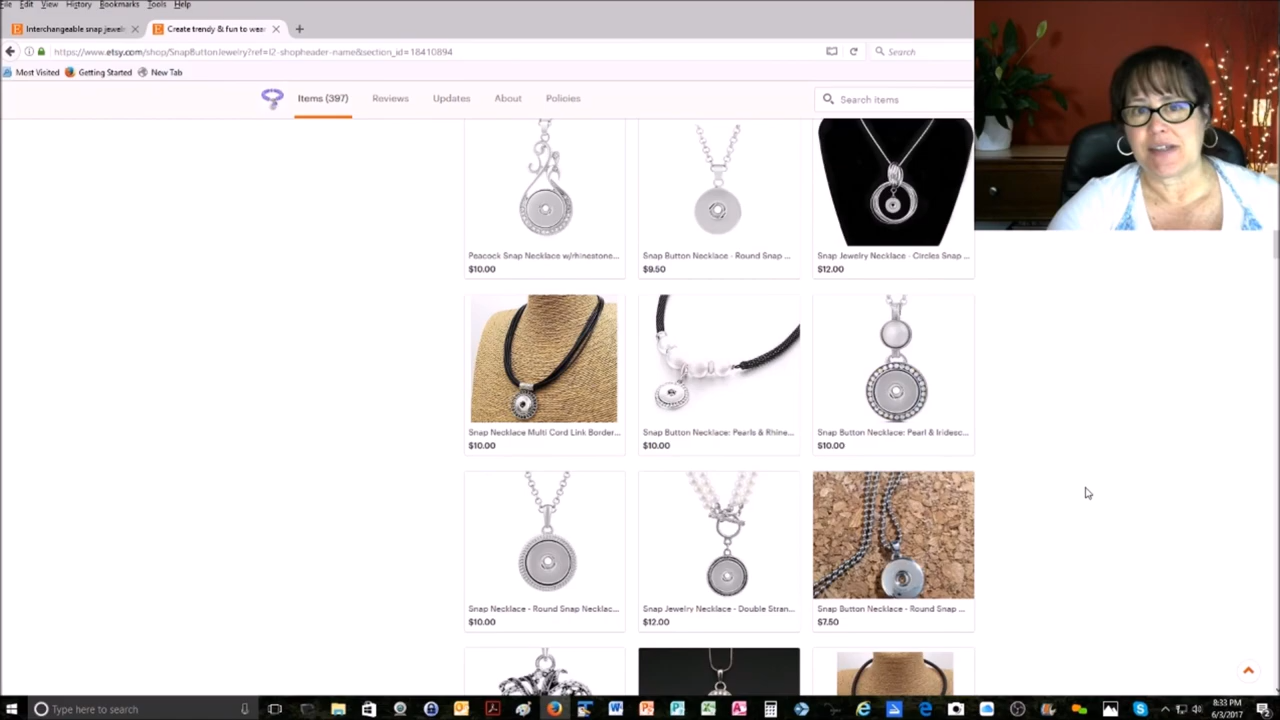 File Edit View History Bookmarks Tools Help
Interchangeable snap jewel
Create trendy & fun to wea
https://www.etsy.com/shop/SnapButtonJewelry?ref=l2-shopheader-name&section_id=18410894
Search
Most Visited Getting Started New Tab
Items (397) Reviews Updates About Policies
Search items
Peacock Snap Necklace w/rhinestone...
$10.00
Snap Button Necklace - Round Snap ...
$9.50
Snap Jewelry Necklace - Circles Snap ...
$12.00
Snap Necklace Multi Cord Link Border...
$10.00
Snap Button Necklace: Pearls & Rhine...
$10.00
Snap Button Necklace: Pearl & Iridesc...
$10.00
Snap Necklace - Round Snap Necklac...
$10.00
Snap Jewelry Necklace - Double Stran...
$12.00
Snap Button Necklace - Round Snap ...
$7.50
Type here to search
8:33 PM
6/3/2017